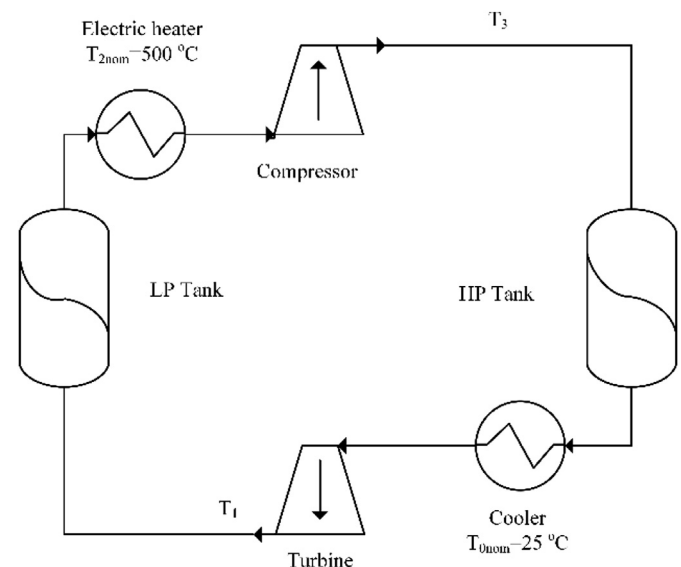 Electric heater
T₂ₙₒₘ=500 °C
T₃
Compressor
LP Tank
HP Tank
T₁
Turbine
Cooler
T₀ₙₒₘ=25 °C